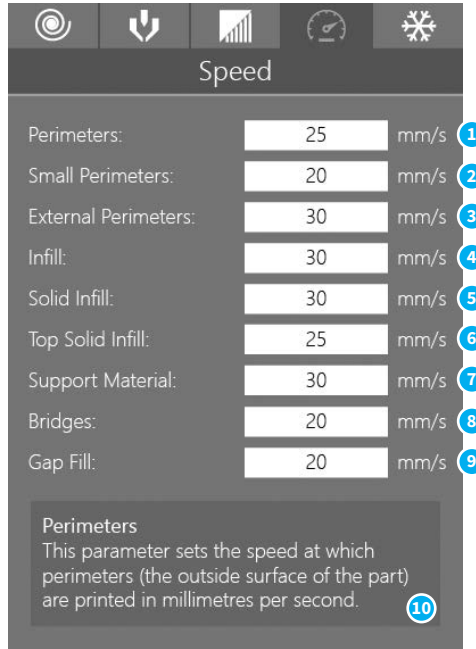 Speed
Perimeters: 25 mm/s 1
Small Perimeters: 20 mm/s 2
External Perimeters: 30 mm/s 3
Infill: 30 mm/s 4
Solid Infill: 30 mm/s 5
Top Solid Infill: 25 mm/s 6
Support Material: 30 mm/s 7
Bridges: 20 mm/s 8
Gap Fill: 20 mm/s 9
Perimeters
This parameter sets the speed at which
perimeters (the outside surface of the part)
are printed in millimetres per second. 10